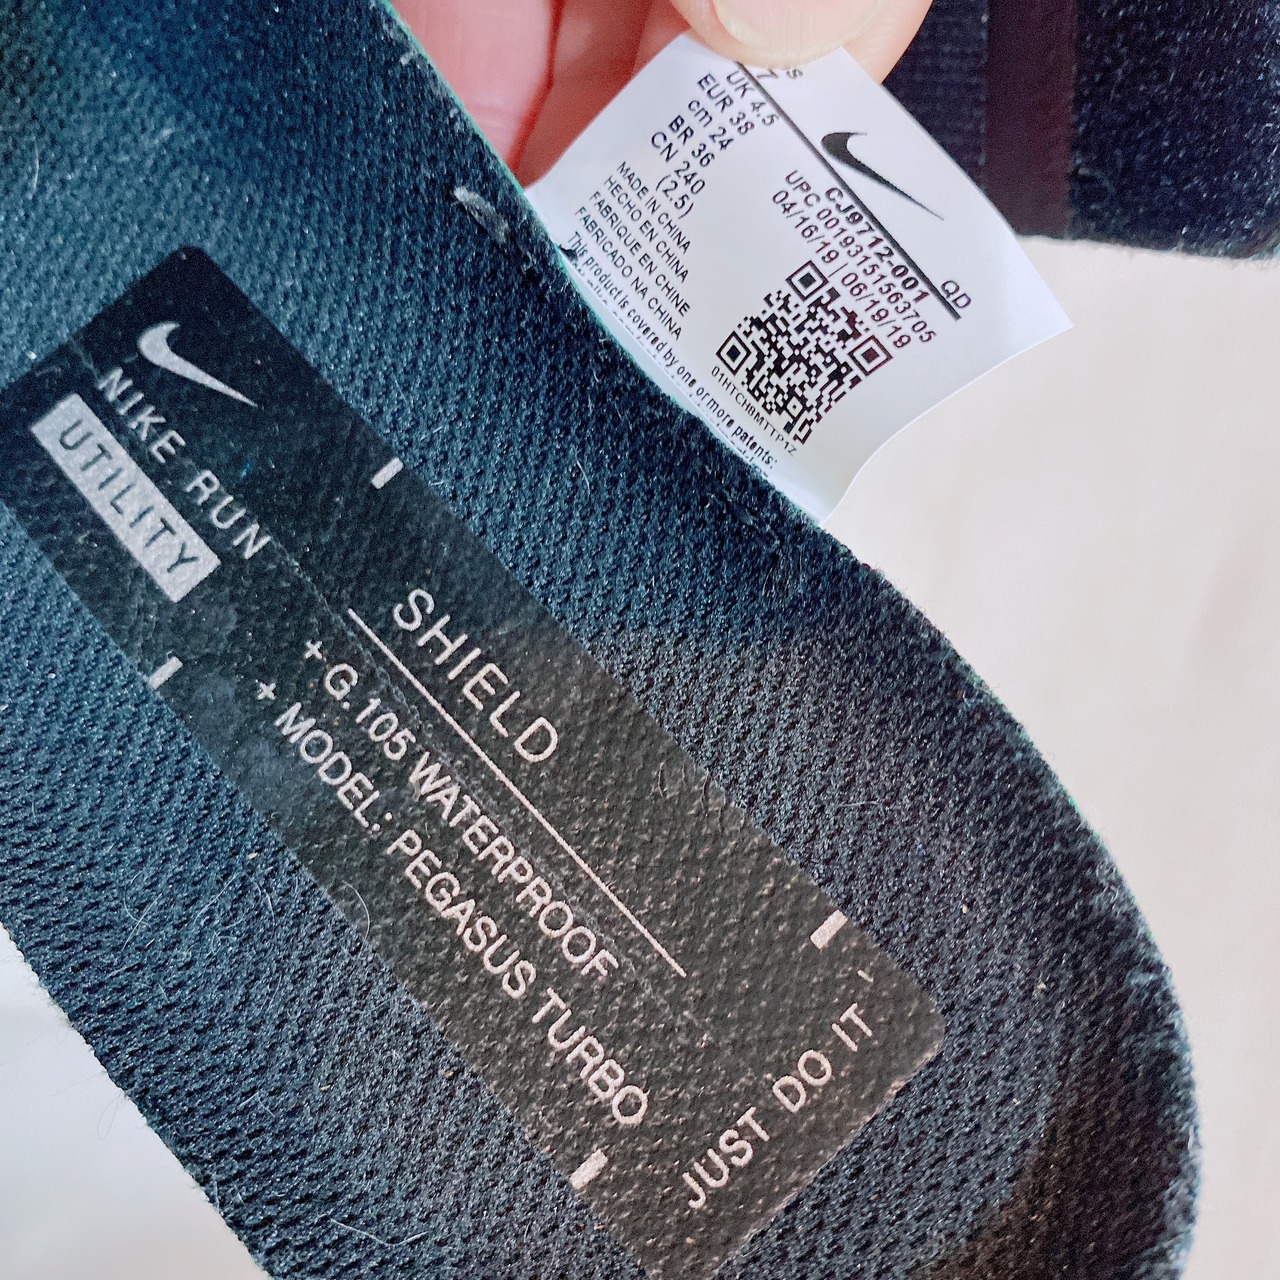 7
UK 4.5
EUR 38
cm 24
BR 36
CN 240
(2.5)
MADE IN CHINA
HECHO EN CHINA
FABRIQUE EN CHINE
FABRICADO NA CHINA
This product is covered by one or more patents:
CJ9712-001 QD
UPC 00193151563705
04/16/19 | 06/19/19
01HTCH8MTTP1Z
NIKE RUN
UTILITY
SHIELD
+ G.105 WATERPROOF
+ MODEL: PEGASUS TURBO
JUST DO IT